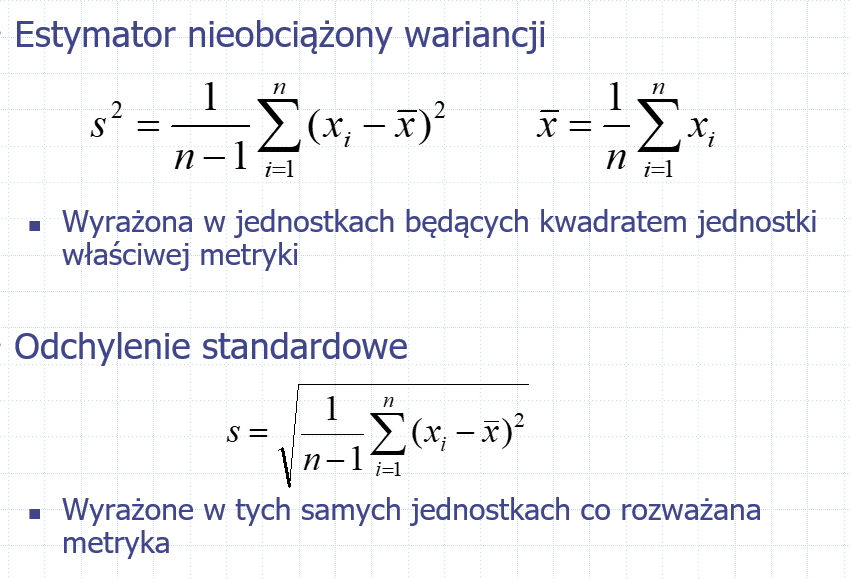 Estymator nieobciążony wariancji
s² = \frac{1}{n-1} \sum_{i=1}^{n} (x_i - \overline{x})² \quad \overline{x} = \frac{1}{n} \sum_{i=1}^{n} x_i
Wyrażona w jednostkach będących kwadratem jednostki
właściwej metryki
Odchylenie standardowe
s = \sqrt{\frac{1}{n-1} \sum_{i=1}^{n} (x_i - \overline{x})²}
Wyrażone w tych samych jednostkach co rozważana
metryka